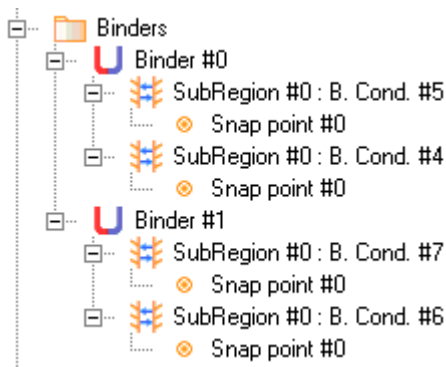 Binders
Binder #0
SubRegion #0 : B. Cond. #5
Snap point #0
SubRegion #0 : B. Cond. #4
Snap point #0
Binder #1
SubRegion #0 : B. Cond. #7
Snap point #0
SubRegion #0 : B. Cond. #6
Snap point #0